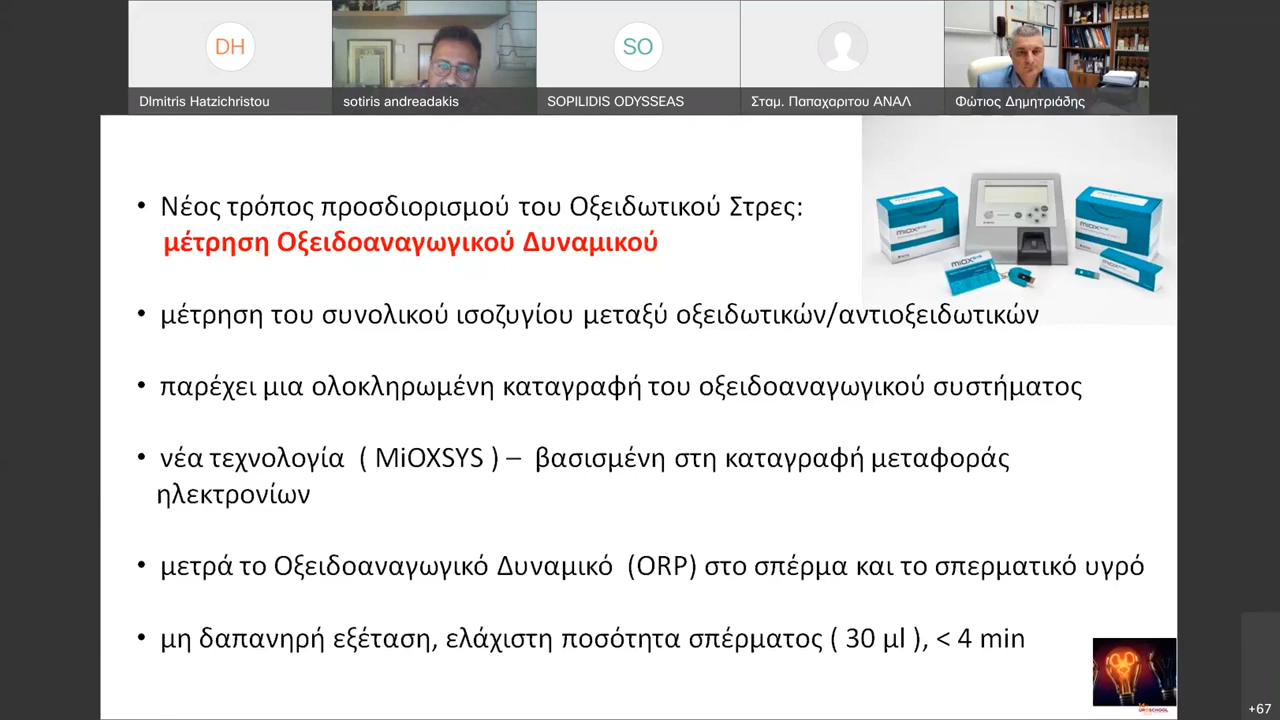 DH
SO
DImitris Hatzichristou
sotiris andreadakis
SOPILIDIS ODYSSEAS
Σταμ. Παπαχαριτου ΑΝΑΛ
Φώτιος Δημητριάδης
• Νέος τρόπος προσδιορισμού του Οξειδωτικού Στρες:
μέτρηση Οξειδοαναγωγικού Δυναμικού
• μέτρηση του συνολικού ισοζυγίου μεταξύ οξειδωτικών/αντιοξειδωτικών
• παρέχει μια ολοκληρωμένη καταγραφή του οξειδοαναγωγικού συστήματος
• νέα τεχνολογία ( MiOXSYS ) – βασισμένη στη καταγραφή μεταφοράς
ηλεκτρονίων
• μετρά το Οξειδοαναγωγικό Δυναμικό (ORP) στο σπέρμα και το σπερματικό υγρό
• μη δαπανηρή εξέταση, ελάχιστη ποσότητα σπέρματος ( 30 μl ), < 4 min
+67